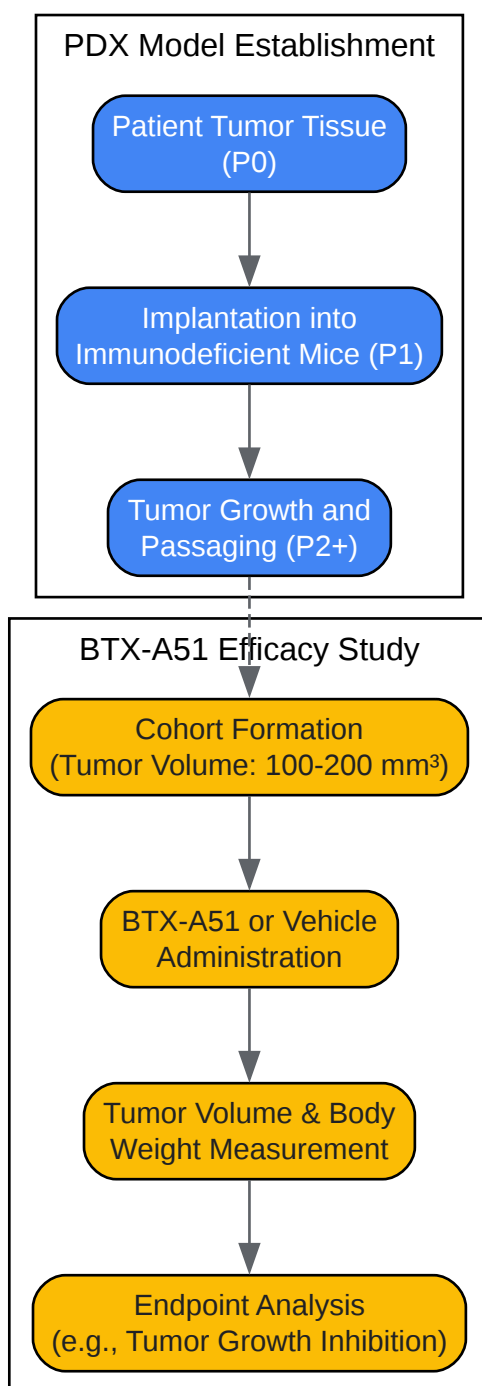 PDX Model Establishment
Patient Tumor Tissue
(P0)
Implantation into
Immunodeficient Mice (P1)
Tumor Growth and
Passaging (P2+)
BTX-A51 Efficacy Study
Cohort Formation
(Tumor Volume: 100-200 mm³)
BTX-A51 or Vehicle
Administration
Tumor Volume & Body
Weight Measurement
Endpoint Analysis
(e.g., Tumor Growth Inhibition)